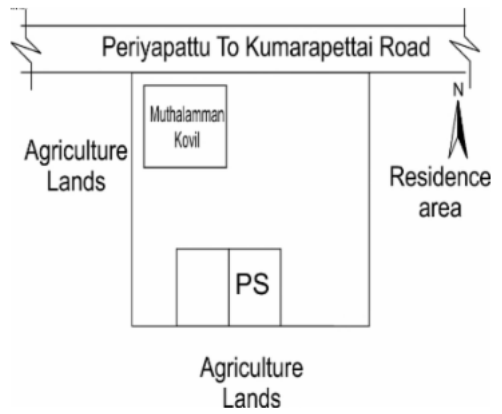 Periyapattu To Kumarapettai Road
N
Muthalamman
Kovil
Agriculture
Lands
Residence
area
PS
Agriculture
Lands